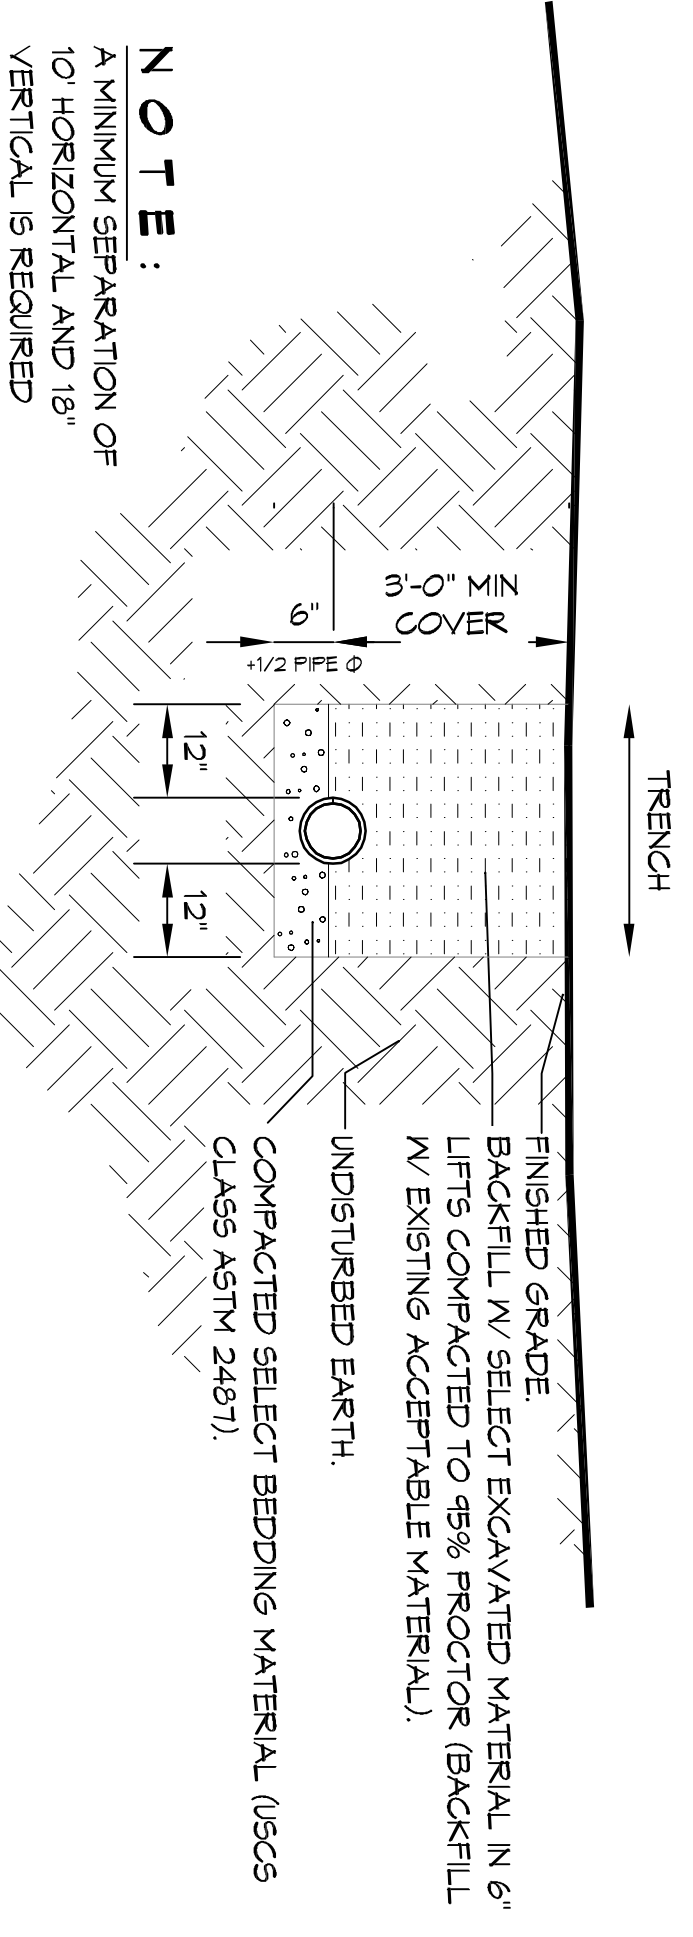 TRENCH
3'-0" MIN
COVER
6"
+1/2 PIPE Φ
12"
12"
FINISHED GRADE.
BACKFILL W/ SELECT EXCAVATED MATERIAL IN 6"
LIFTS COMPACTED TO 95% PROCTOR (BACKFILL
W/ EXISTING ACCEPTABLE MATERIAL).
UNDISTURBED EARTH.
COMPACTED SELECT BEDDING MATERIAL (USCS
CLASS ASTM 2487).
NOTE:
A MINIMUM SEPARATION OF
10' HORIZONTAL AND 18"
VERTICAL IS REQUIRED